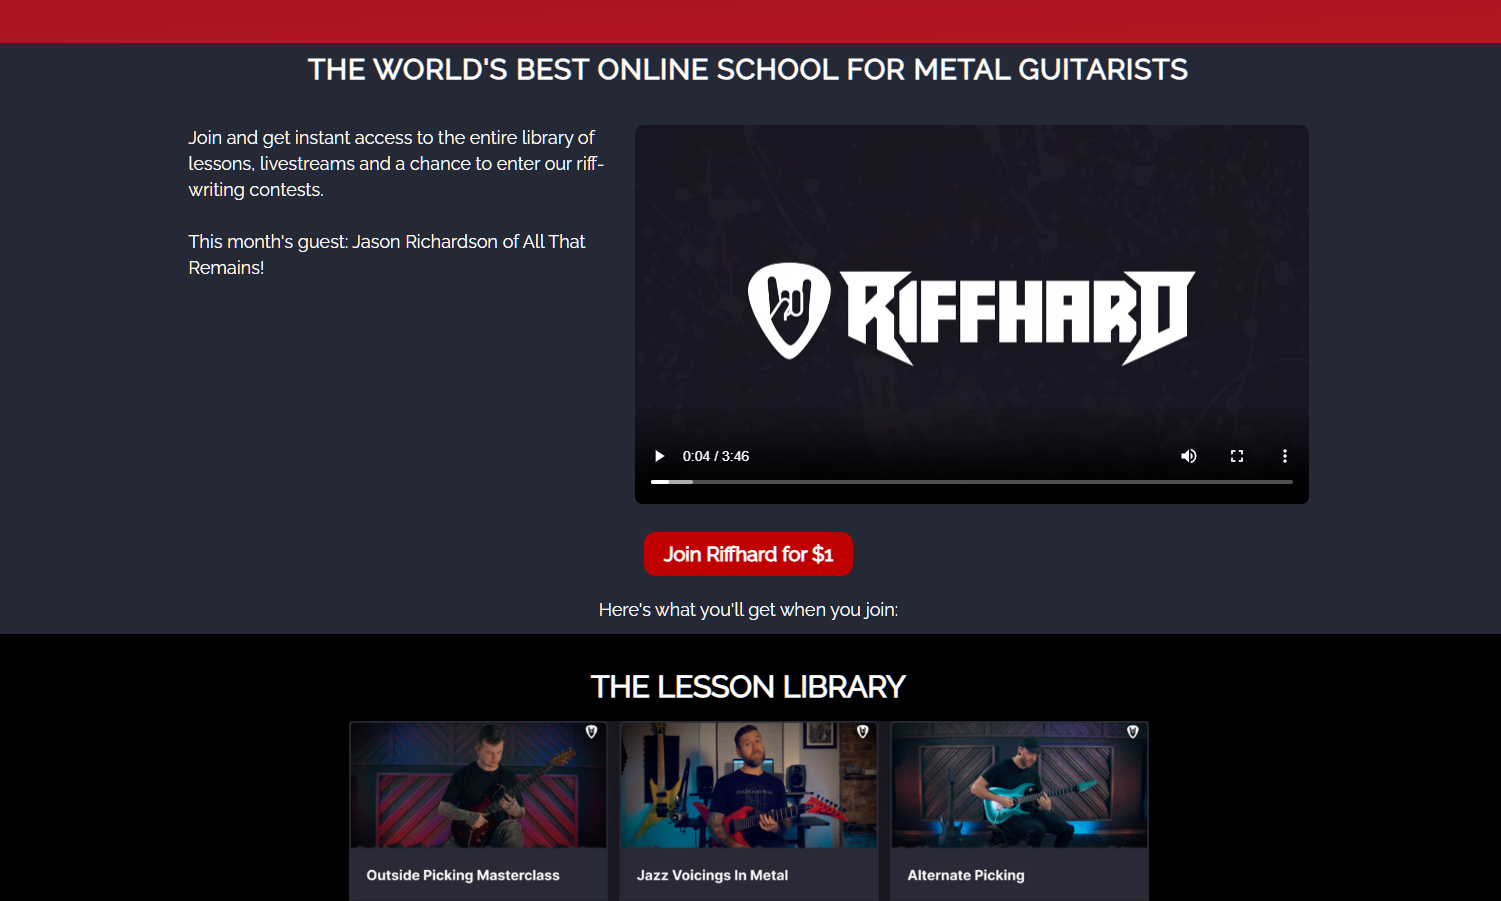 THE WORLD'S BEST ONLINE SCHOOL FOR METAL GUITARISTS
Join and get instant access to the entire library of
lessons, livestreams and a chance to enter our riff-
writing contests.
This month's guest: Jason Richardson of All That
Remains!
RIFFHARD
0:04 / 3:46
Join Riffhard for $1
Here's what you'll get when you join:
THE LESSON LIBRARY
Outside Picking Masterclass
Jazz Voicings In Metal
Alternate Picking